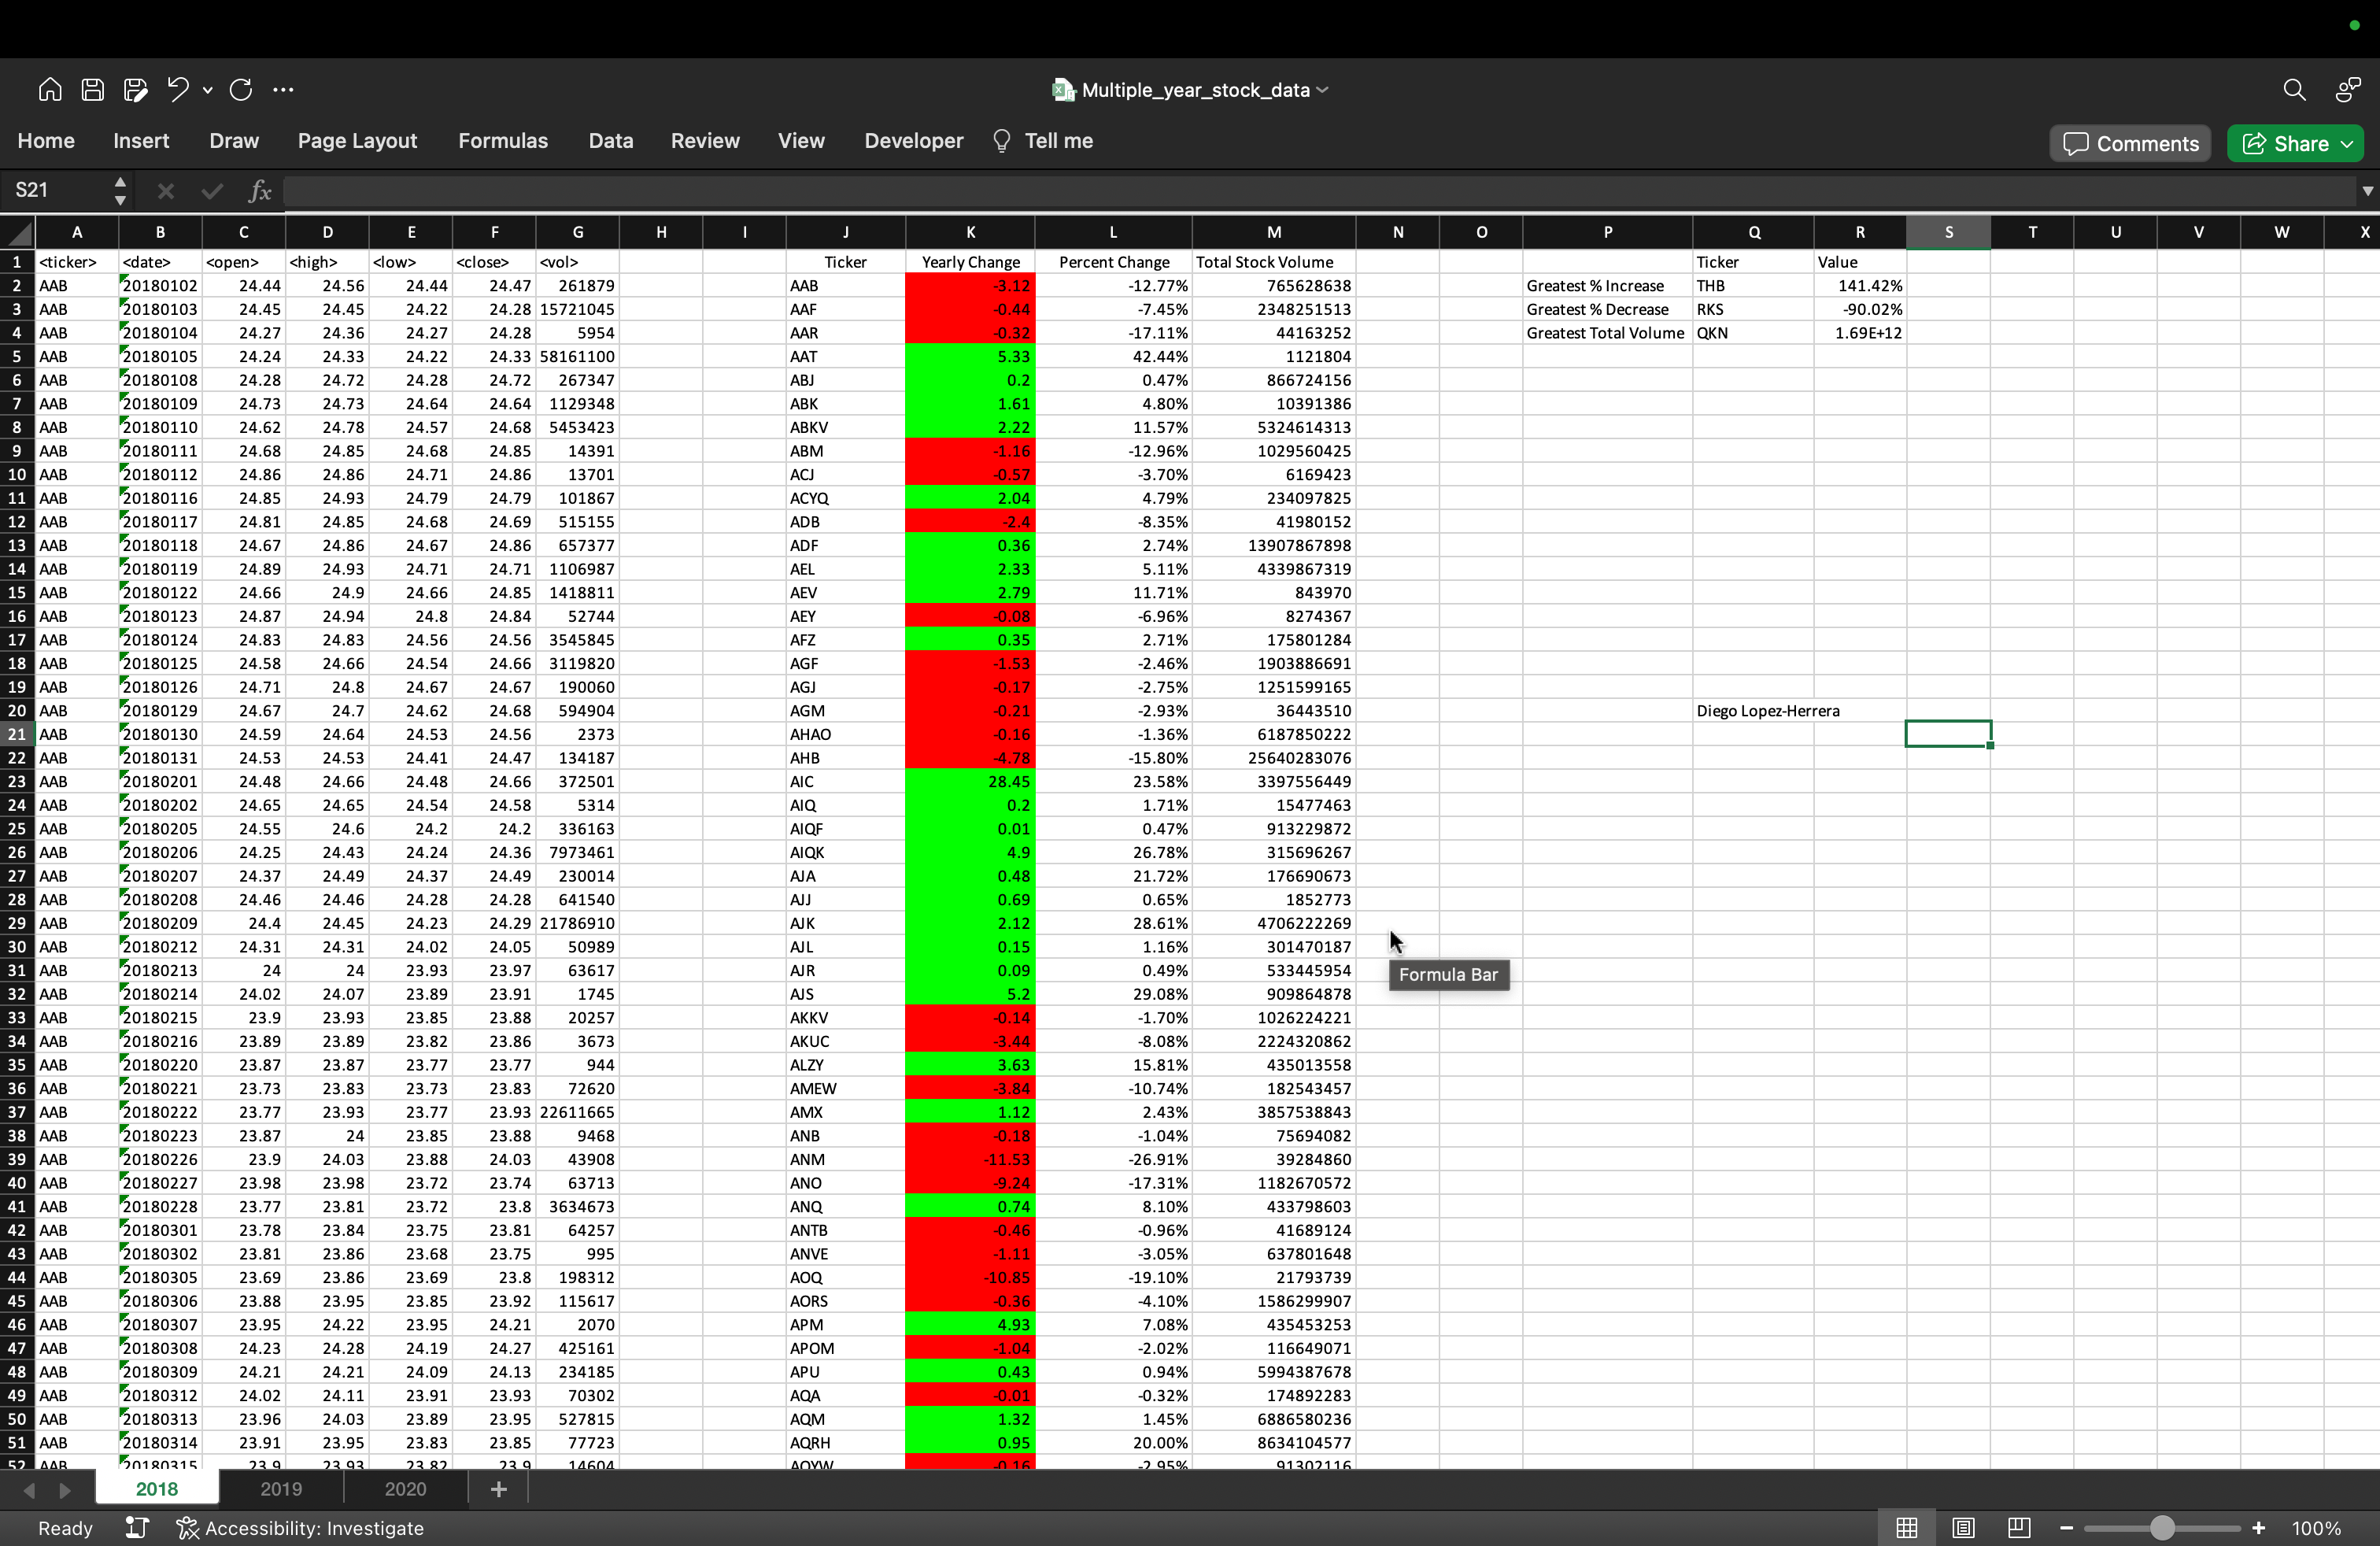 Multiple_year_stock_data
Home Insert Draw Page Layout Formulas Data Review View Developer Tell me Comments Share
S21 fx
A B C D E F G H I J K L M N O P Q R S T U V W X
1 <ticker> <date> <open> <high> <low> <close> <vol> Ticker Yearly Change Percent Change Total Stock Volume Ticker Value
2 AAB 20180102 24.44 24.56 24.44 24.47 261879 AAB -3.12 -12.77% 765628638 Greatest % Increase THB 141.42%
3 AAB 20180103 24.45 24.45 24.22 24.28 15721045 AAF -0.44 -7.45% 2348251513 Greatest % Decrease RKS -90.02%
4 AAB 20180104 24.27 24.36 24.27 24.28 5954 AAR -0.32 -17.11% 44163252 Greatest Total Volume QKN 1.69E+12
5 AAB 20180105 24.24 24.33 24.22 24.33 58161100 AAT 5.33 42.44% 1121804
6 AAB 20180108 24.28 24.72 24.28 24.72 267347 ABJ 0.2 0.47% 866724156
7 AAB 20180109 24.73 24.73 24.64 24.64 1129348 ABK 1.61 4.80% 10391386
8 AAB 20180110 24.62 24.78 24.57 24.68 5453423 ABKV 2.22 11.57% 5324614313
9 AAB 20180111 24.68 24.85 24.68 24.85 14391 ABM -1.16 -12.96% 1029560425
10 AAB 20180112 24.86 24.86 24.71 24.86 13701 ACJ -0.57 -3.70% 6169423
11 AAB 20180116 24.85 24.93 24.79 24.79 101867 ACYQ 2.04 4.79% 234097825
12 AAB 20180117 24.81 24.85 24.68 24.69 515155 ADB -2.4 -8.35% 41980152
13 AAB 20180118 24.67 24.86 24.67 24.86 657377 ADF 0.36 2.74% 13907867898
14 AAB 20180119 24.89 24.93 24.71 24.71 1106987 AEL 2.33 5.11% 4339867319
15 AAB 20180122 24.66 24.9 24.66 24.85 1418811 AEV 2.79 11.71% 843970
16 AAB 20180123 24.87 24.94 24.8 24.84 52744 AEY -0.08 -6.96% 8274367
17 AAB 20180124 24.83 24.83 24.56 24.56 3545845 AFZ 0.35 2.71% 175801284
18 AAB 20180125 24.58 24.66 24.54 24.66 3119820 AGF -1.53 -2.46% 1903886691
19 AAB 20180126 24.71 24.8 24.67 24.67 190060 AGJ -0.17 -2.75% 1251599165
20 AAB 20180129 24.67 24.7 24.62 24.68 594904 AGM -0.21 -2.93% 36443510 Diego Lopez-Herrera
21 AAB 20180130 24.59 24.64 24.53 24.56 2373 AHAO -0.16 -1.36% 6187850222
22 AAB 20180131 24.53 24.53 24.41 24.47 134187 AHB -4.78 -15.80% 25640283076
23 AAB 20180201 24.48 24.66 24.48 24.66 372501 AIC 28.45 23.58% 3397556449
24 AAB 20180202 24.65 24.65 24.54 24.58 5314 AIQ 0.2 1.71% 15477463
25 AAB 20180205 24.55 24.6 24.2 24.2 336163 AIQF 0.01 0.47% 913229872
26 AAB 20180206 24.25 24.43 24.24 24.36 7973461 AIQK 4.9 26.78% 315696267
27 AAB 20180207 24.37 24.49 24.37 24.49 230014 AJA 0.48 21.72% 176690673
28 AAB 20180208 24.46 24.46 24.28 24.28 641540 AJJ 0.69 0.65% 1852773
29 AAB 20180209 24.4 24.45 24.23 24.29 21786910 AJK 2.12 28.61% 4706222269
30 AAB 20180212 24.31 24.31 24.02 24.05 50989 AJL 0.15 1.16% 301470187
31 AAB 20180213 24 24 23.93 23.97 63617 AJR 0.09 0.49% 533445954 Formula Bar
32 AAB 20180214 24.02 24.07 23.89 23.91 1745 AJS 5.2 29.08% 909864878
33 AAB 20180215 23.9 23.93 23.85 23.88 20257 AKKV -0.14 -1.70% 1026224221
34 AAB 20180216 23.89 23.89 23.82 23.86 3673 AKUC -3.44 -8.08% 2224320862
35 AAB 20180220 23.87 23.87 23.77 23.77 944 ALZY 3.63 15.81% 435013558
36 AAB 20180221 23.73 23.83 23.73 23.83 72620 AMEW -3.84 -10.74% 182543457
37 AAB 20180222 23.77 23.93 23.77 23.93 22611665 AMX 1.12 2.43% 3857538843
38 AAB 20180223 23.87 24 23.85 23.88 9468 ANB -0.18 -1.04% 75694082
39 AAB 20180226 23.9 24.03 23.88 24.03 43908 ANM -11.53 -26.91% 39284860
40 AAB 20180227 23.98 23.98 23.72 23.74 63713 ANO -9.24 -17.31% 1182670572
41 AAB 20180228 23.77 23.81 23.72 23.8 3634673 ANQ 0.74 8.10% 433798603
42 AAB 20180301 23.78 23.84 23.75 23.81 64257 ANTB -0.46 -0.96% 41689124
43 AAB 20180302 23.81 23.86 23.68 23.75 995 ANVE -1.11 -3.05% 637801648
44 AAB 20180305 23.69 23.86 23.69 23.8 198312 AOQ -10.85 -19.10% 21793739
45 AAB 20180306 23.88 23.95 23.85 23.92 115617 AORS -0.36 -4.10% 1586299907
46 AAB 20180307 23.95 24.22 23.95 24.21 2070 APM 4.93 7.08% 435453253
47 AAB 20180308 24.23 24.28 24.19 24.27 425161 APOM -1.04 -2.02% 116649071
48 AAB 20180309 24.21 24.21 24.09 24.13 234185 APU 0.43 0.94% 5994387678
49 AAB 20180312 24.02 24.11 23.91 23.93 70302 AQA -0.01 -0.32% 174892283
50 AAB 20180313 23.96 24.03 23.89 23.95 527815 AQM 1.32 1.45% 6886580236
51 AAB 20180314 23.91 23.95 23.83 23.85 77723 AQRH 0.95 20.00% 8634104577
52 AAB 20180315 23.9 23.93 23.82 23.9 14604 AQYW -0.16 -2.95% 91302116
2018 2019 2020
Ready Accessibility: Investigate 100%